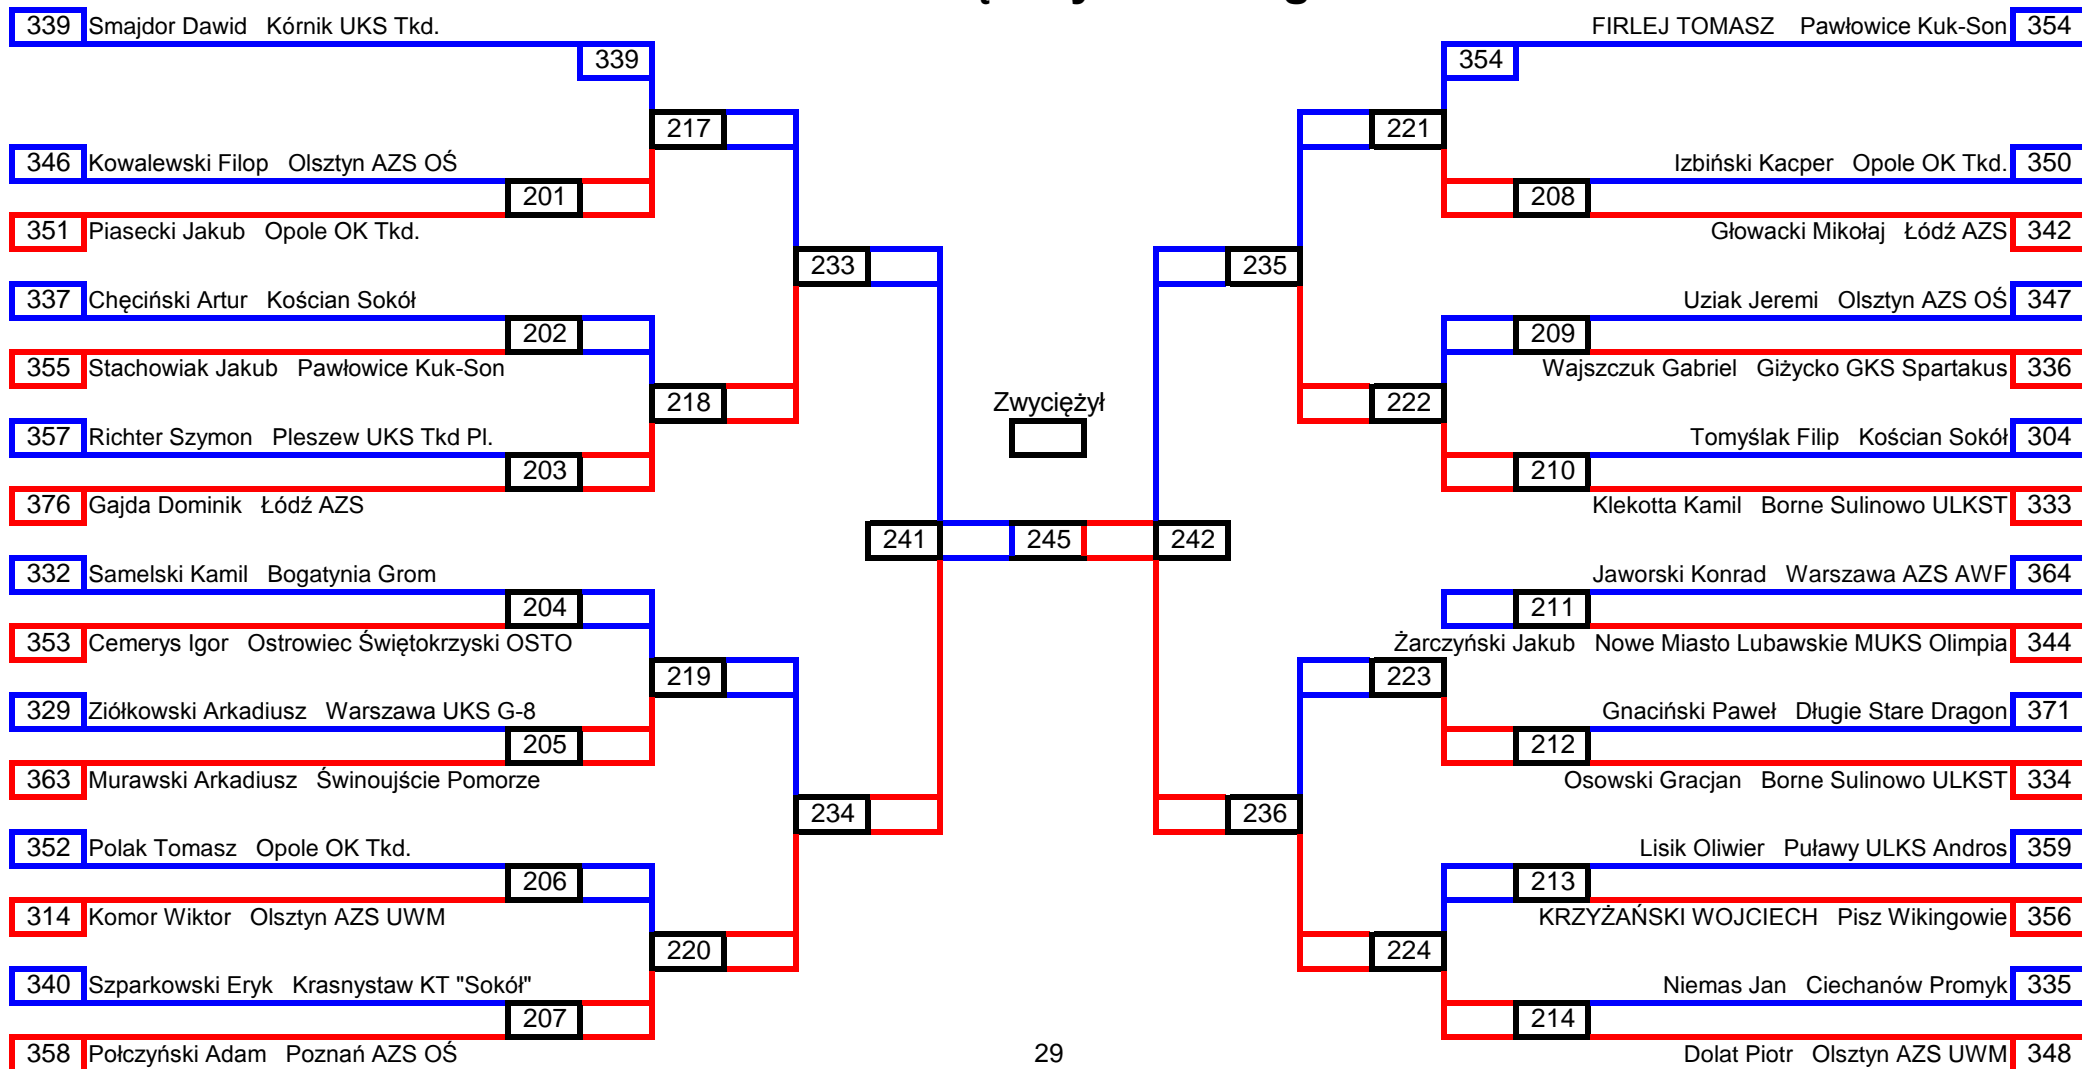 339 Smajdor Dawid Kórnik UKS Tkd.
FIRLEJ TOMASZ Pawłowice Kuk-Son 354
339
354
217
221
346 Kowalewski Filop Olsztyn AZS OŚ
Izbiński Kacper Opole OK Tkd. 350
201
208
351 Piasecki Jakub Opole OK Tkd.
Głowacki Mikołaj Łódź AZS 342
233
235
337 Chęciński Artur Kościan Sokół
Uziak Jeremi Olsztyn AZS OŚ 347
202
209
355 Stachowiak Jakub Pawłowice Kuk-Son
Wajszczuk Gabriel Giżycko GKS Spartakus 336
218
Zwyciężył
222
357 Richter Szymon Pleszew UKS Tkd Pl.
Tomyślak Filip Kościan Sokół 304
203
210
376 Gajda Dominik Łódź AZS
Klekotta Kamil Borne Sulinowo ULKST 333
241
245
242
332 Samelski Kamil Bogatynia Grom
Jaworski Konrad Warszawa AZS AWF 364
204
211
353 Cemerys Igor Ostrowiec Świętokrzyski OSTO
Żarczyński Jakub Nowe Miasto Lubawskie MUKS Olimpia 344
219
223
329 Ziółkowski Arkadiusz Warszawa UKS G-8
Gnaciński Paweł Długie Stare Dragon 371
205
212
363 Murawski Arkadiusz Świnoujście Pomorze
Osowski Gracjan Borne Sulinowo ULKST 334
234
236
352 Polak Tomasz Opole OK Tkd.
Lisik Oliwier Puławy ULKS Andros 359
206
213
314 Komor Wiktor Olsztyn AZS UWM
KRZYŻAŃSKI WOJCIECH Pisz Wikingowie 356
220
224
340 Szparkowski Eryk Krasnystaw KT "Sokół"
Niemas Jan Ciechanów Promyk 335
207
214
358 Połczyński Adam Poznań AZS OŚ
29
Dolat Piotr Olsztyn AZS UWM 348